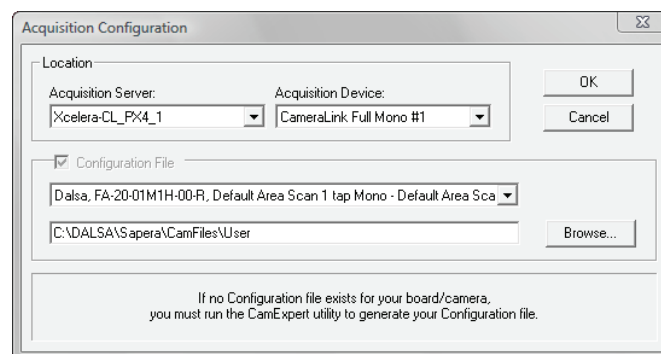 Acquisition Configuration
Location
Acquisition Server:
Acquisition Device:
OK
Xcelera-CL_PX4_1
CameraLink Full Mono #1
Cancel
Configuration File
Dalsa, FA-20-01M1H-00-R, Default Area Scan 1 tap Mono - Default Area Sca
C:\DALSA\Sapera\CamFiles\User
Browse...
If no Configuration file exists for your board/camera,
you must run the CamExpert utility to generate your Configuration file.